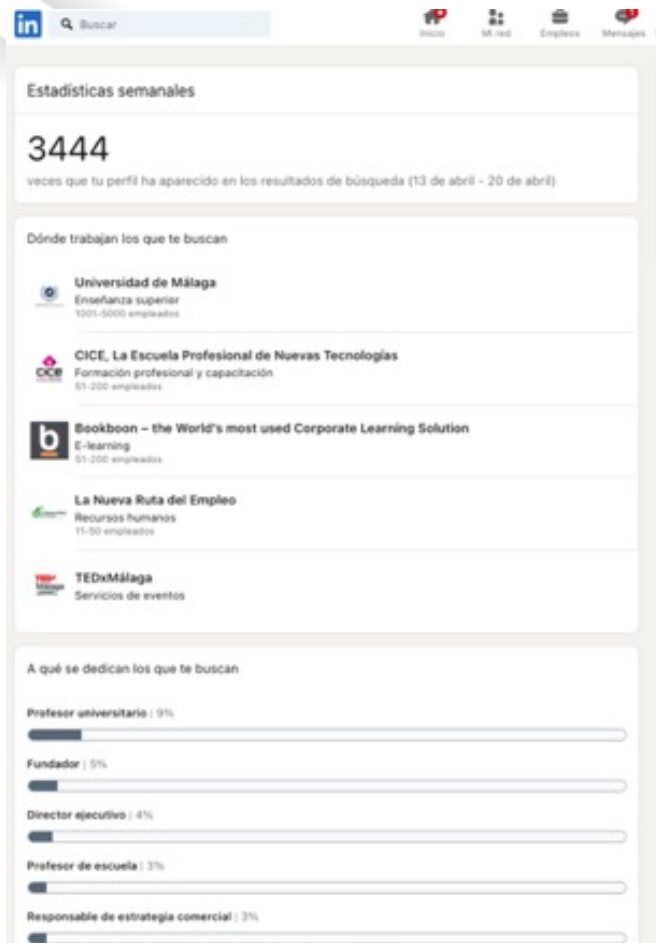 in
Buscar
Inicio
Mi red
Empleos
Mensajes
Estadísticas semanales
3444
veces que tu perfil ha aparecido en los resultados de búsqueda (13 de abril - 20 de abril)
Dónde trabajan los que te buscan
Universidad de Málaga
Enseñanza superior
1001-5000 empleados
CICE, La Escuela Profesional de Nuevas Tecnologías
cice
Formación profesional y capacitación
51-200 empleados
Bookboon – the World's most used Corporate Learning Solution
b
E-learning
51-200 empleados
La Nueva Ruta del Empleo
Recursos humanos
11-50 empleados
TEDxMálaga
Servicios de eventos
A qué se dedican los que te buscan
Profesor universitario | 9%
Fundador | 5%
Director ejecutivo | 4%
Profesor de escuela | 3%
Responsable de estrategia comercial | 3%